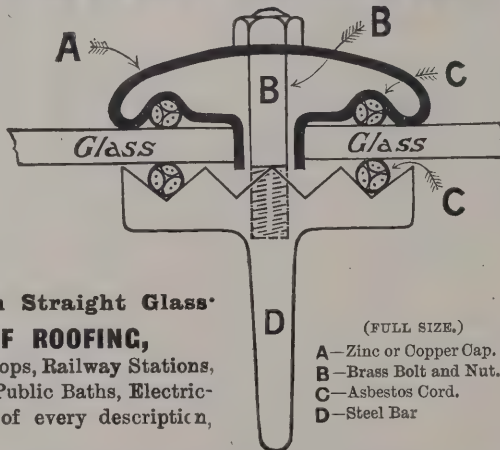 A
B
B
C
Glass
Glass
C
D
Straight Glass-
F ROOFING,
ops, Railway Stations,
Public Baths, Electric-
of every description,
(FULL SIZE.)
A—Zinc or Copper Cap.
B—Brass Bolt and Nut.
C—Asbestos Cord.
D—Steel Bar